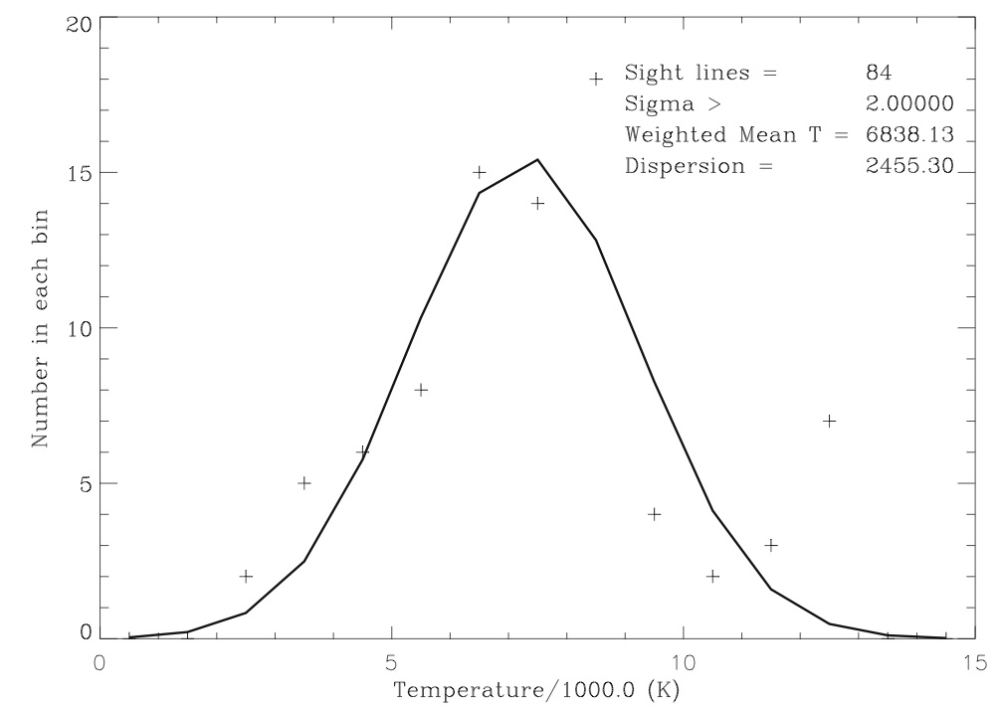 20
15
10
5
0
Number in each bin
Sight lines = 84
Sigma > 2.00000
Weighted Mean T = 6838.13
Dispersion = 2455.30
0 5 10 15
Temperature/1000.0 (K)